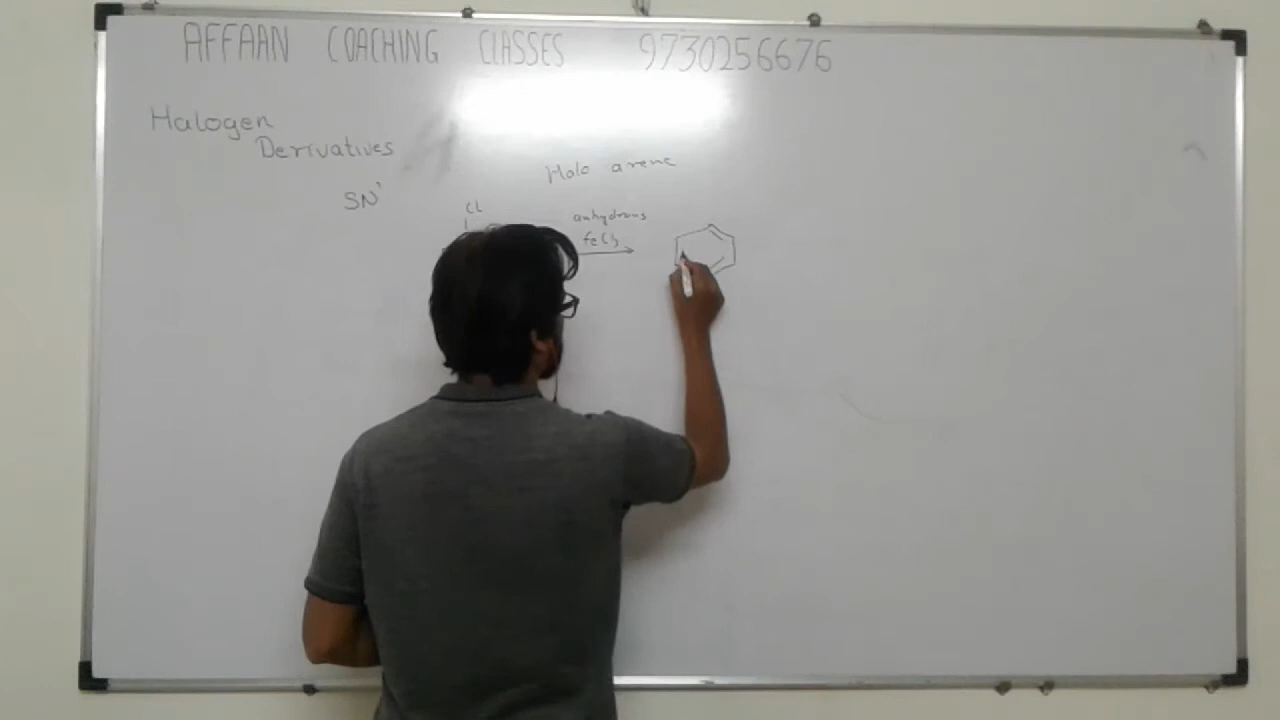 AFFAAN COACHING CLASSES 9730256676
Halogen
Derivatives
SN'
Halo arene
Cl
anhydrous
feCl3